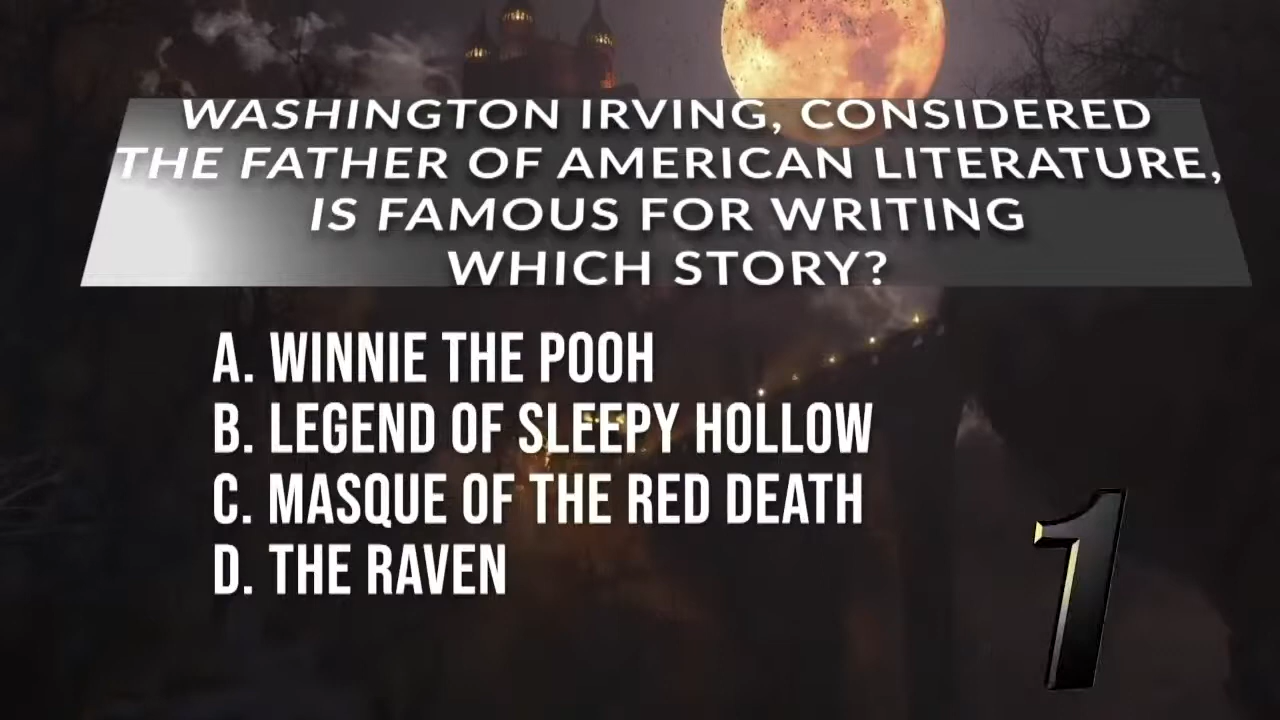 WASHINGTON IRVING, CONSIDERED
THE FATHER OF AMERICAN LITERATURE,
IS FAMOUS FOR WRITING
WHICH STORY?
A. WINNIE THE POOH
B. LEGEND OF SLEEPY HOLLOW
C. MASQUE OF THE RED DEATH
D. THE RAVEN
1